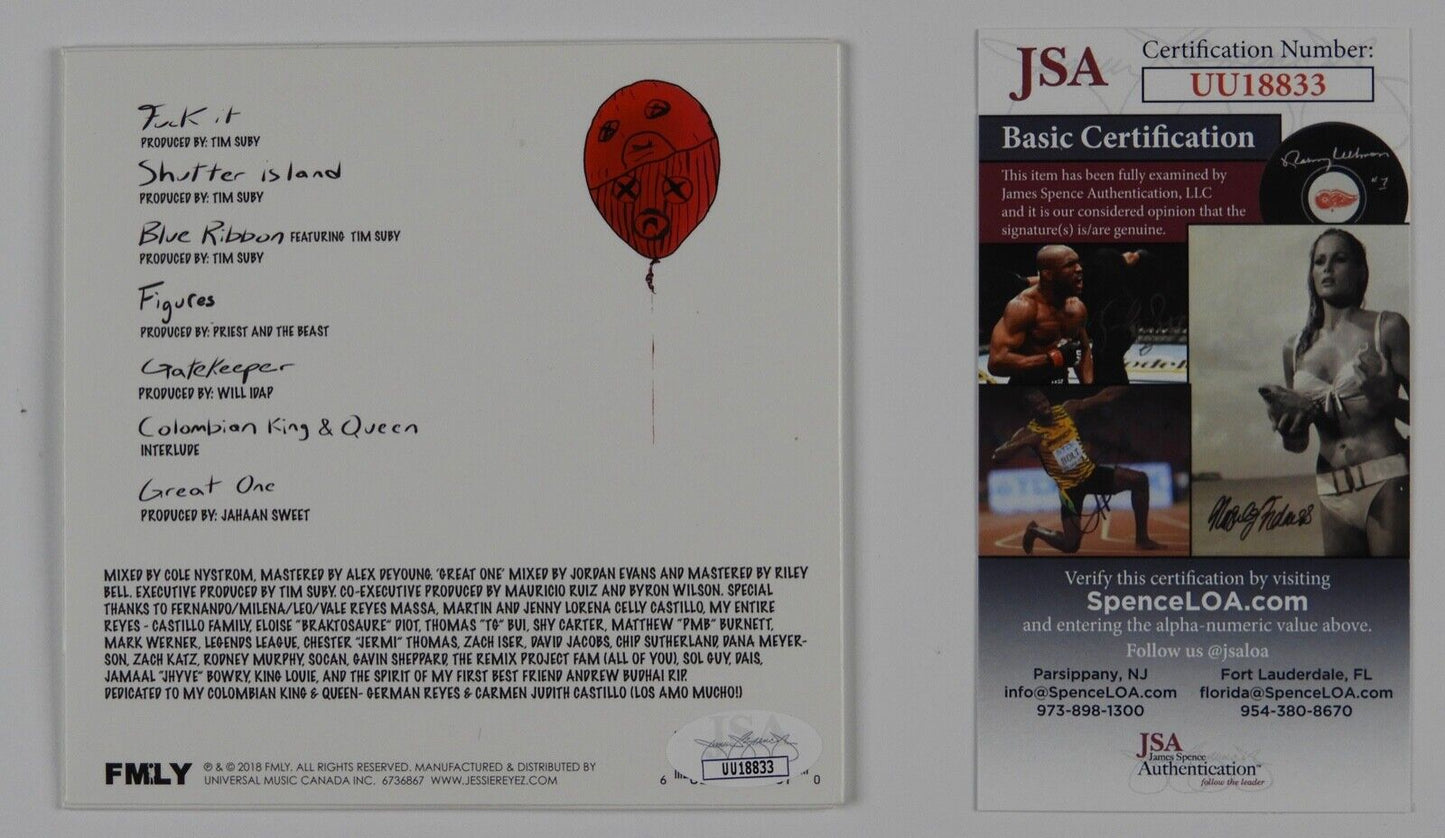 Fuck it
PRODUCED BY: TIM SUBY
Shutter island
PRODUCED BY: TIM SUBY
Blue Ribbon FEATURING TIM SUBY
PRODUCED BY: TIM SUBY
Figures
PRODUCED BY: PRIEST AND THE BEAST
Gatekeeper
PRODUCED BY: WILL IDAP
Colombian King & Queen
INTERLUDE
Great One
PRODUCED BY: JAHAAN SWEET
MIXED BY COLE NYSTROM, MASTERED BY ALEX DEYOUNG. 'GREAT ONE' MIXED BY JORDAN EVANS AND MASTERED BY RILEY
BELL. EXECUTIVE PRODUCED BY TIM SUBY. CO-EXECUTIVE PRODUCED BY MAURICIO RUIZ AND BYRON WILSON. SPECIAL
THANKS TO FERNANDO/MILENA/LEO/VALE REYES MASSA, MARTIN AND JENNY LORENA CELLY CASTILLO, MY ENTIRE
REYES - CASTILLO FAMILY, ELOISE "BRAKTOSAURE" DIOT, THOMAS "TG" BUI, SHY CARTER, MATTHEW "PMB" BURNETT,
MARK WERNER, LEGENDS LEAGUE, CHESTER "JERMI" THOMAS, ZACH ISER, DAVID JACOBS, CHIP SUTHERLAND, DANA MEYER-
SON, ZACH KATZ, RODNEY MURPHY, SOCAN, GAVIN SHEPPARD, THE REMIX PROJECT FAM (ALL OF YOU), SOL GUY, DAIS,
JAMAAL "JHYVE" BOWRY, KING LOUIE, AND THE SPIRIT OF MY FIRST BEST FRIEND ANDREW BUDHAI RIP.
DEDICATED TO MY COLOMBIAN KING & QUEEN- GERMAN REYES & CARMEN JUDITH CASTILLO (LOS AMO MUCHO!)
FMLY
℗ & © 2018 FMLY. ALL RIGHTS RESERVED. MANUFACTURED & DISTRIBUTED BY
UNIVERSAL MUSIC CANADA INC. 6736867 WWW.JESSIEREYEZ.COM
JSA
UU18833
6
0
JSA
Certification Number:
UU18833
Basic Certification
This item has been fully examined by
James Spence Authentication, LLC
and it is our considered opinion that the
signature(s) is/are genuine.
BOLT
Verify this certification by visiting
SpenceLOA.com
and entering the alpha-numeric value above.
Follow us @jsaloa
Parsippany, NJ
info@SpenceLOA.com
973-898-1300
Fort Lauderdale, FL
florida@SpenceLOA.com
954-380-8670
JSA
James Spence
Authentication
follow the leader